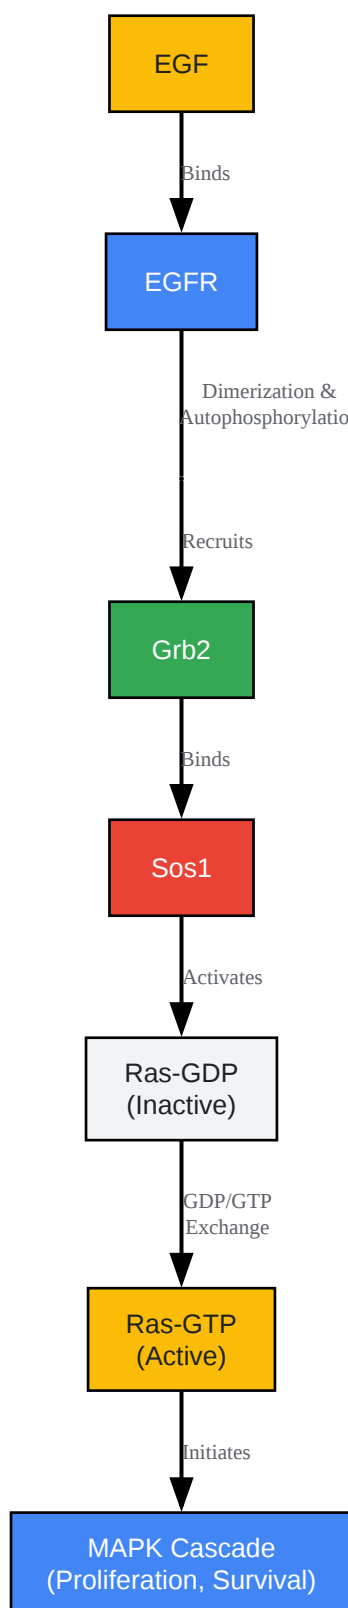 EGF
Binds
EGFR
Dimerization &
Autophosphorylatio
Recruits
Grb2
Binds
Sos1
Activates
Ras-GDP
(Inactive)
GDP/GTP
Exchange
Ras-GTP
(Active)
Initiates
MAPK Cascade
(Proliferation, Survival)